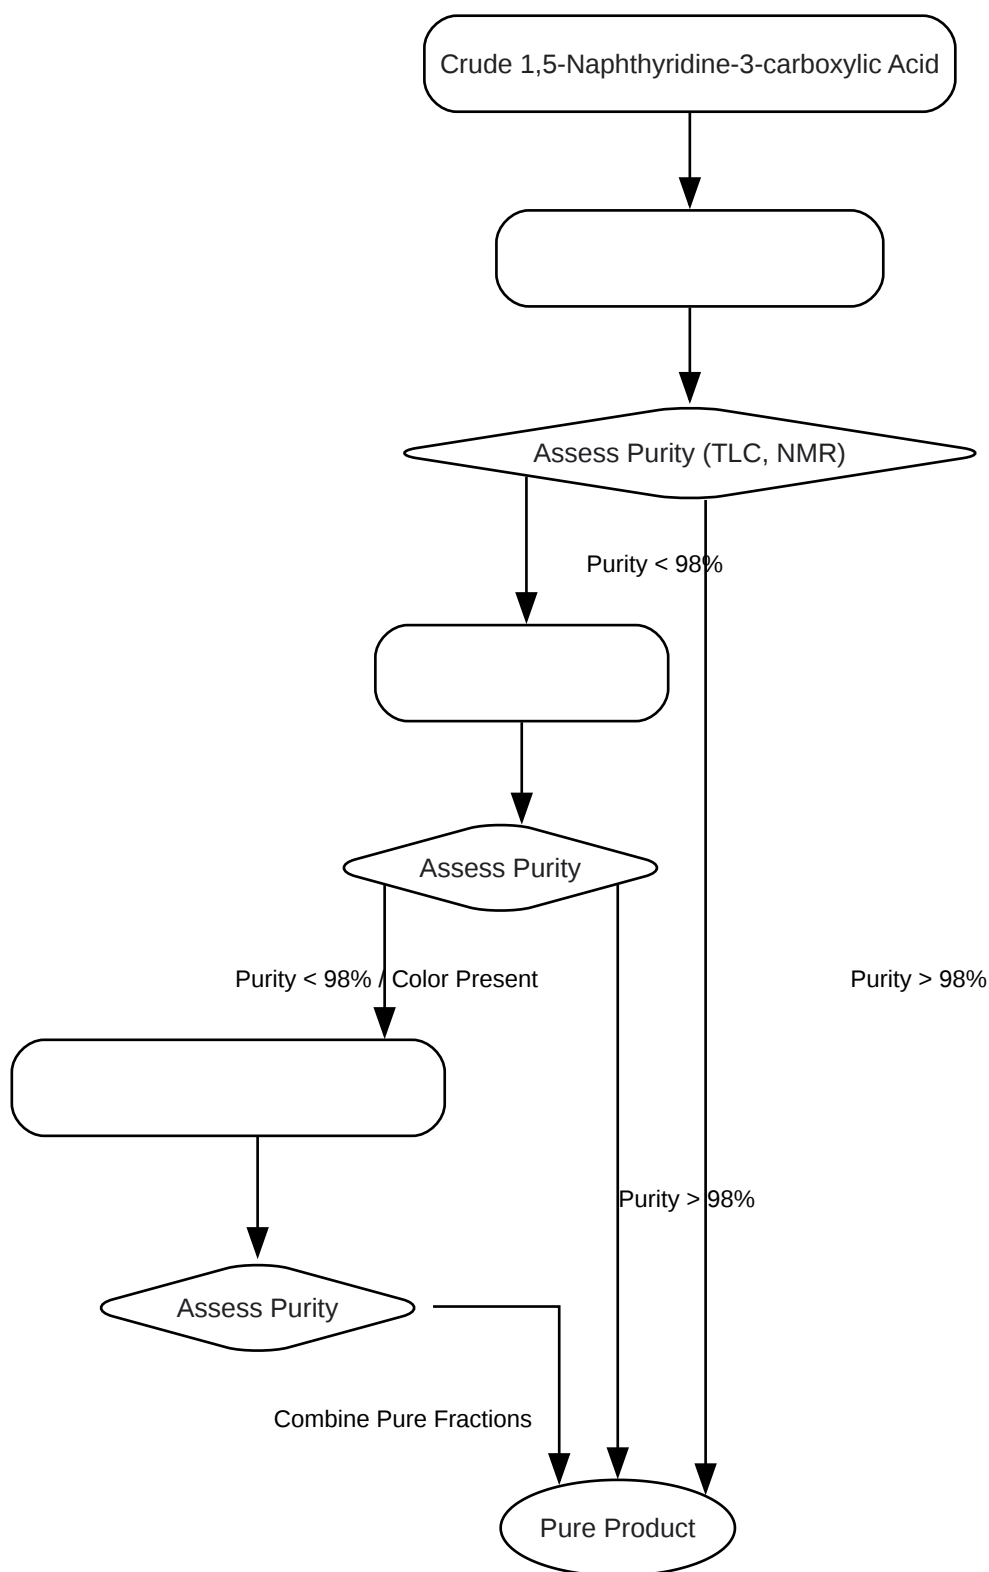 Crude 1,5-Naphthyridine-3-carboxylic Acid
Assess Purity (TLC, NMR)
Purity < 98%
Assess Purity
Purity < 98% / Color Present
Purity > 98%
Purity > 98%
Assess Purity
Combine Pure Fractions
Pure Product